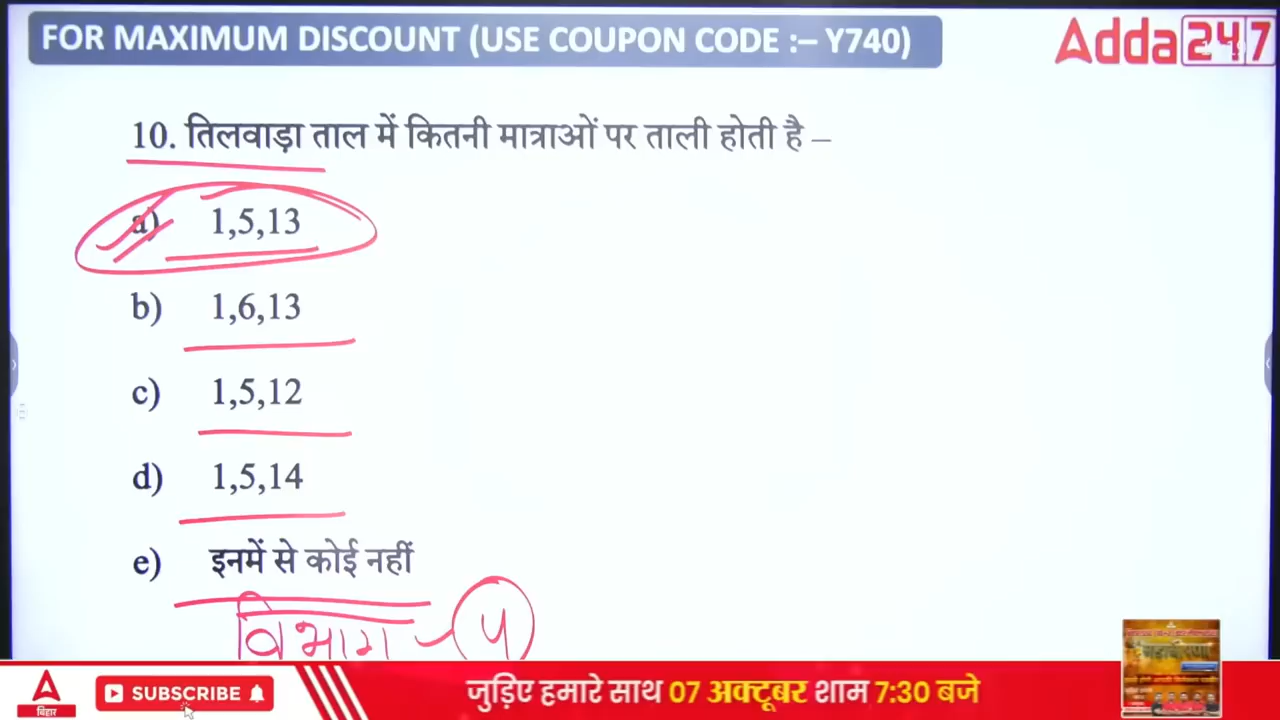 FOR MAXIMUM DISCOUNT (USE COUPON CODE :– Y740)
Adda247
10. तिलवाड़ा ताल में कितनी मात्राओं पर ताली होती है –
a) 1,5,13
b) 1,6,13
c) 1,5,12
d) 1,5,14
e) इनमें से कोई नहीं
विभाग –
बिहार
SUBSCRIBE
जुड़िए हमारे साथ 07 अक्टूबर शाम 7:30 बजे